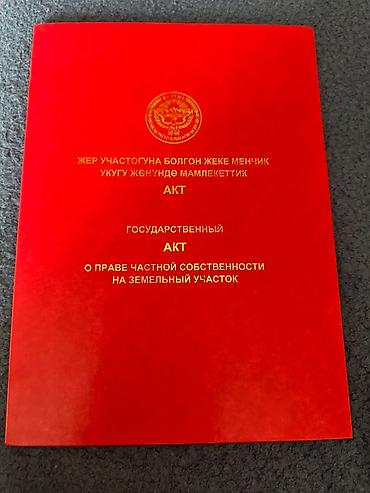 ЖЕР УЧАСТОГУНА БОЛГОН ЖЕКЕ МЕНЧИК
УКУГУ ЖӨНҮНДӨ МАМЛЕКЕТТИК
АКТ
ГОСУДАРСТВЕННЫЙ
АКТ
О ПРАВЕ ЧАСТНОЙ СОБСТВЕННОСТИ
НА ЗЕМЕЛЬНЫЙ УЧАСТОК